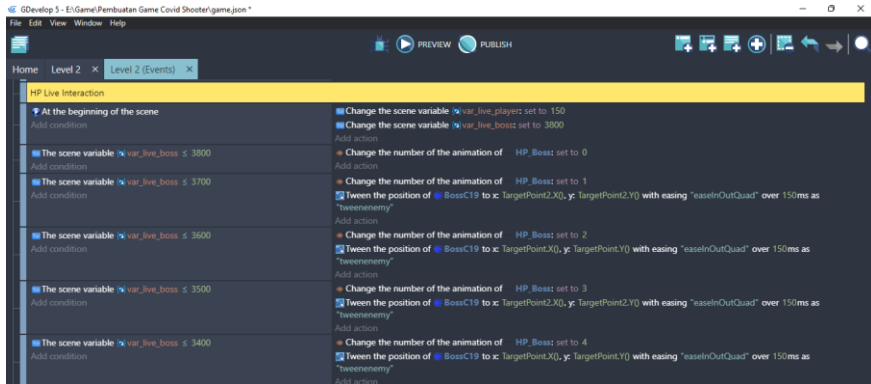 GDevelop 5 - E:\Game\Pembuatan Game Covid Shooter\game.json *
File Edit View Window Help
PREVIEW PUBLISH
Home Level 2 × Level 2 (Events) ×
HP Live Interaction
At the beginning of the scene
Add condition
Change the scene variable var_live_player: set to 150
Change the scene variable var_live_boss: set to 3800
Add action
The scene variable var_live_boss ≤ 3800
Add condition
Change the number of the animation of HP_Boss: set to 0
Add action
The scene variable var_live_boss ≤ 3700
Add condition
Change the number of the animation of HP_Boss: set to 1
Tween the position of BossC19 to x: TargetPoint2.X(), y: TargetPoint2.Y() with easing "easeInOutQuad" over 150ms as
"tweenenemy"
Add action
The scene variable var_live_boss ≤ 3600
Add condition
Change the number of the animation of HP_Boss: set to 2
Tween the position of BossC19 to x: TargetPoint.X(), y: TargetPoint.Y() with easing "easeInOutQuad" over 150ms as
"tweenenemy"
Add action
The scene variable var_live_boss ≤ 3500
Add condition
Change the number of the animation of HP_Boss: set to 3
Tween the position of BossC19 to x: TargetPoint2.X(), y: TargetPoint2.Y() with easing "easeInOutQuad" over 150ms as
"tweenenemy"
Add action
The scene variable var_live_boss ≤ 3400
Add condition
Change the number of the animation of HP_Boss: set to 4
Tween the position of BossC19 to x: TargetPoint.X(), y: TargetPoint.Y() with easing "easeInOutQuad" over 150ms as
"tweenenemy"
Add action